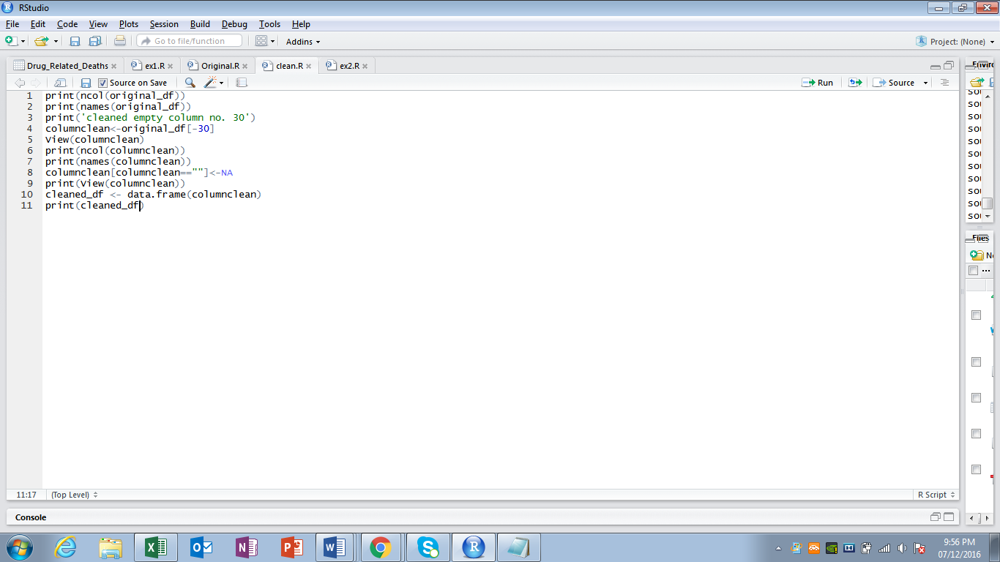 RStudio
File Edit Code View Plots Session Build Debug Tools Help
Go to file/function Addins Project: (None)
Drug_Related_Deaths ex1.R Original.R clean.R ex2.R
Source on Save Run Source
1 print(ncol(original_df))
2 print(names(original_df))
3 print('cleaned empty column no. 30')
4 columnclean<-original_df[-30]
5 View(columnclean)
6 print(ncol(columnclean))
7 print(names(columnclean))
8 columnclean[columnclean==""]<-NA
9 print(View(columnclean))
10 cleaned_df <- data.frame(columnclean)
11 print(cleaned_df)
11:17 (Top Level) R Script
Console
Enviro
sou
sou
sou
sou
sou
sou
sou
sou
sou
sou
sou
Files
Ne
9:56 PM
07/12/2016